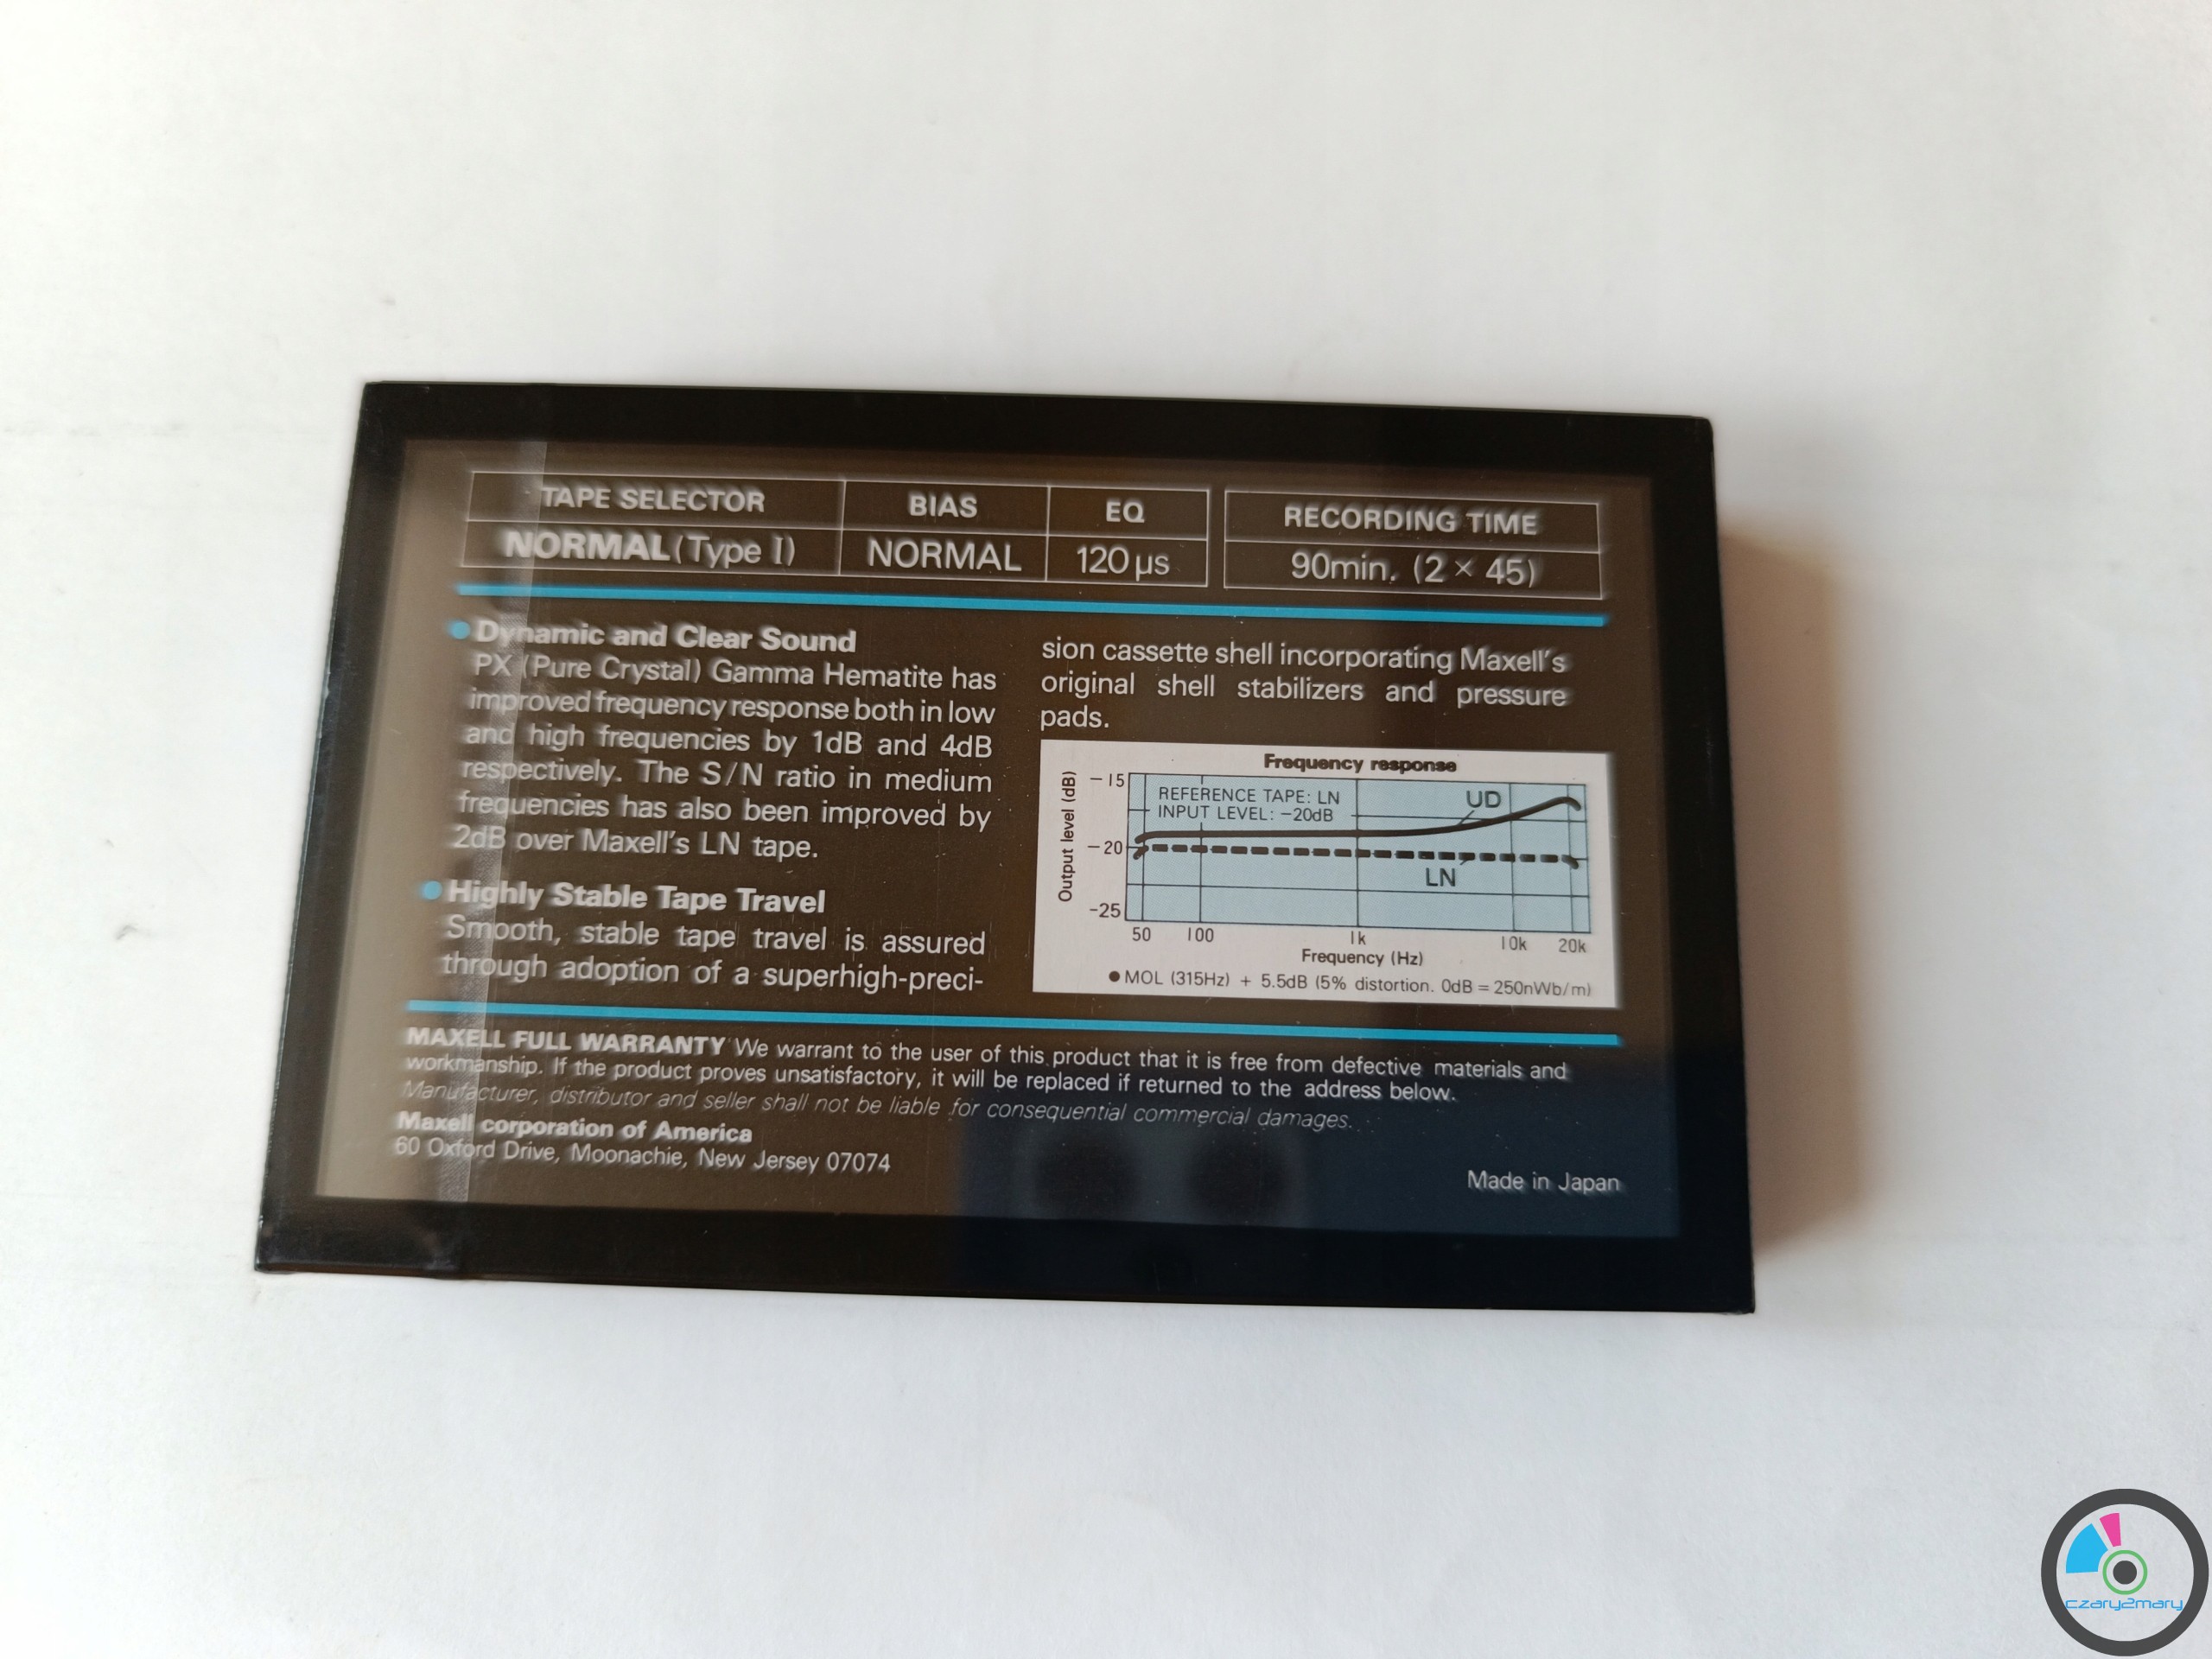 TAPE SELECTOR BIAS EQ RECORDING TIME
NORMAL (Type I) NORMAL 120 µs 90min. (2 × 45)
● Dynamic and Clear Sound
PX (Pure Crystal) Gamma Hematite has
improved frequency response both in low
and high frequencies by 1dB and 4dB
respectively. The S/N ratio in medium
frequencies has also been improved by
2dB over Maxell's LN tape.
● Highly Stable Tape Travel
Smooth, stable tape travel is assured
through adoption of a superhigh-preci-
sion cassette shell incorporating Maxell's
original shell stabilizers and pressure
pads.
Frequency response
Output level (dB)
−15
−20
−25
REFERENCE TAPE: LN
INPUT LEVEL: −20dB
UD
LN
50 100 1k 10k 20k
Frequency (Hz)
● MOL (315Hz) + 5.5dB (5% distortion. 0dB = 250nWb/m)
MAXELL FULL WARRANTY We warrant to the user of this product that it is free from defective materials and
workmanship. If the product proves unsatisfactory, it will be replaced if returned to the address below.
Manufacturer, distributor and seller shall not be liable for consequential commercial damages.
Maxell corporation of America
60 Oxford Drive, Moonachie, New Jersey 07074
Made in Japan
czary2mary